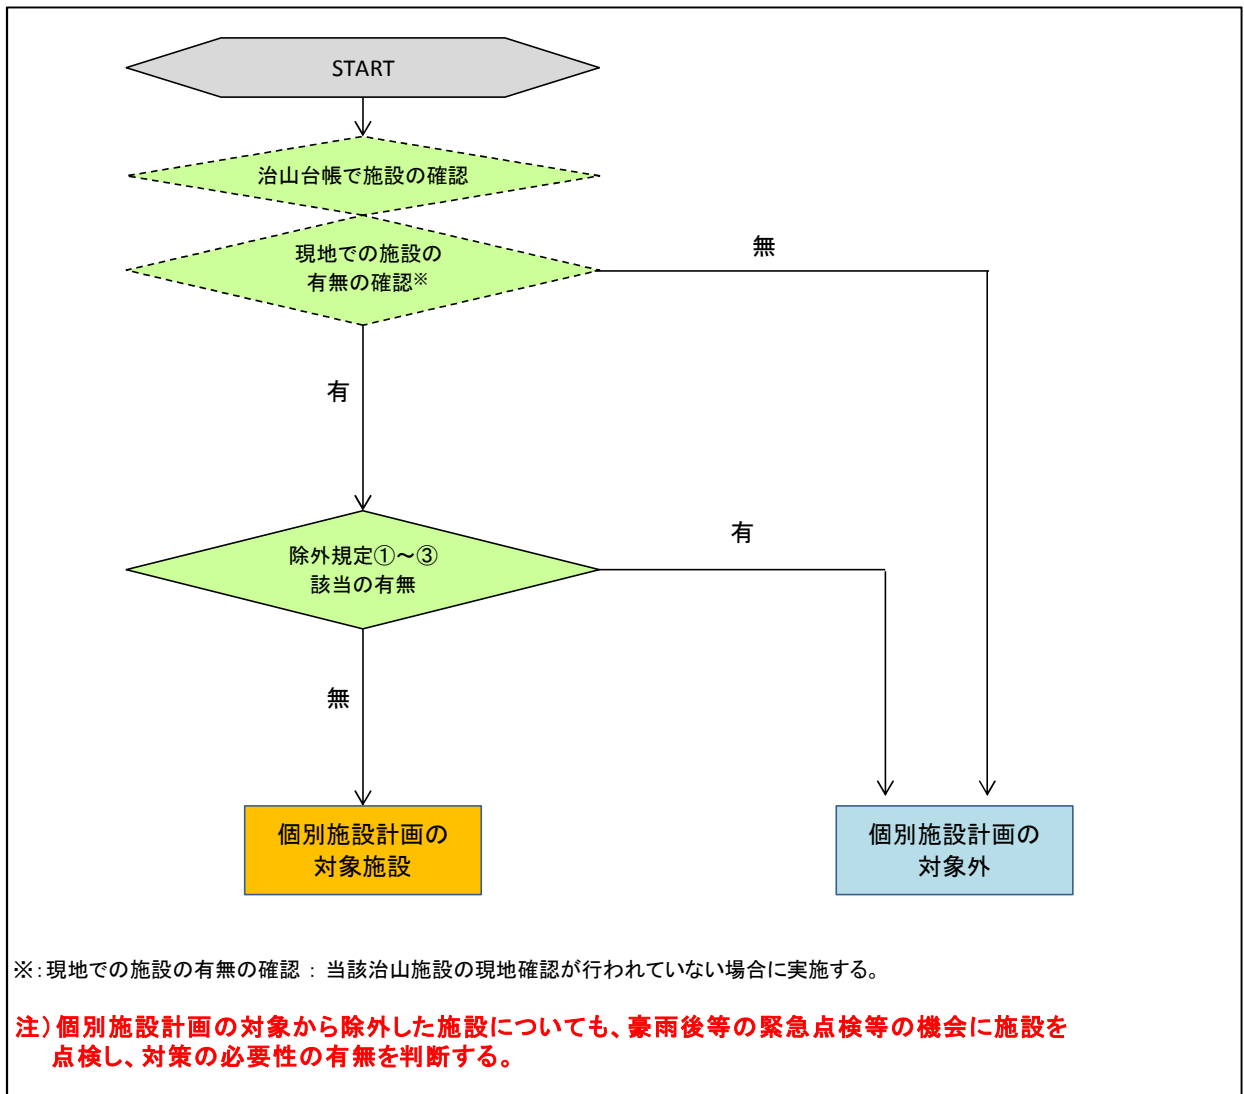 START
治山台帳で施設の確認
現地での施設の
有無の確認※
無
有
除外規定①～③
該当の有無
有
無
個別施設計画の
対象施設
個別施設計画の
対象外
※：現地での施設の有無の確認 ： 当該治山施設の現地確認が行われていない場合に実施する。
注）個別施設計画の対象から除外した施設についても、豪雨後等の緊急点検等の機会に施設を
点検し、対策の必要性の有無を判断する。